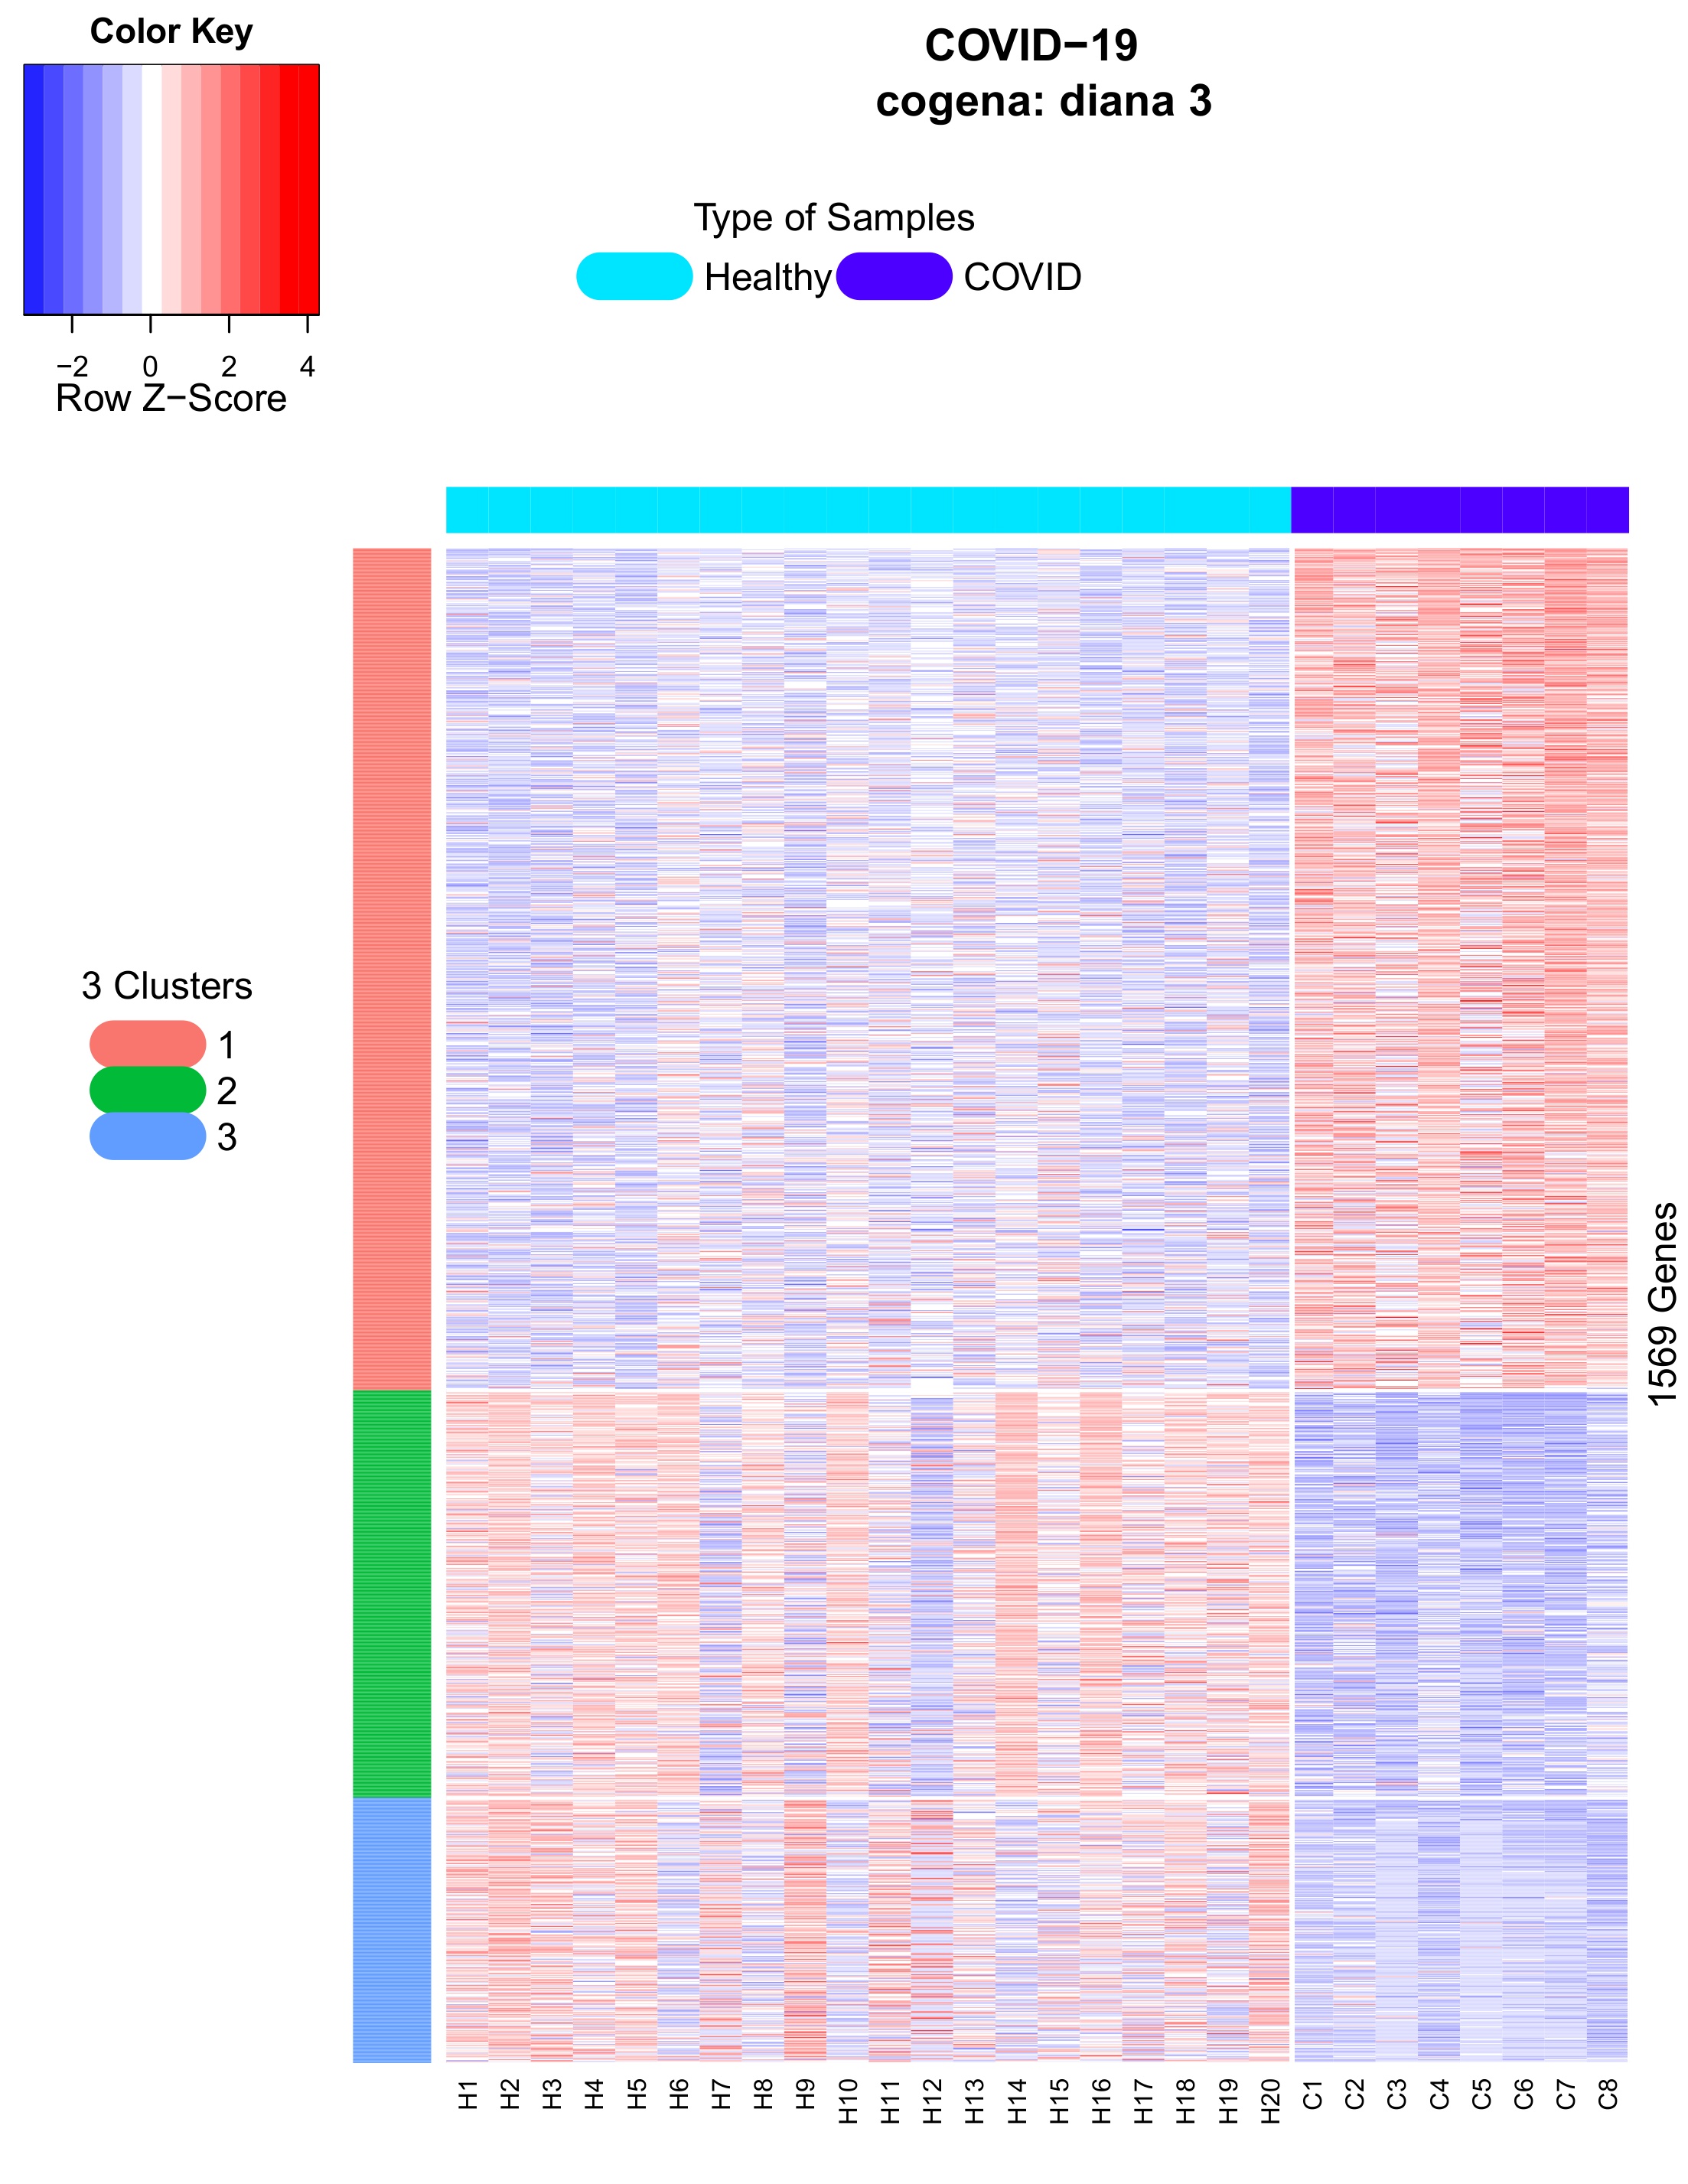 Color Key
−2 0 2 4
Row Z−Score
COVID−19
cogena: diana 3
Type of Samples
Healthy COVID
3 Clusters
1
2
3
1569 Genes
H1 H2 H3 H4 H5 H6 H7 H8 H9 H10 H11 H12 H13 H14 H15 H16 H17 H18 H19 H20 C1 C2 C3 C4 C5 C6 C7 C8